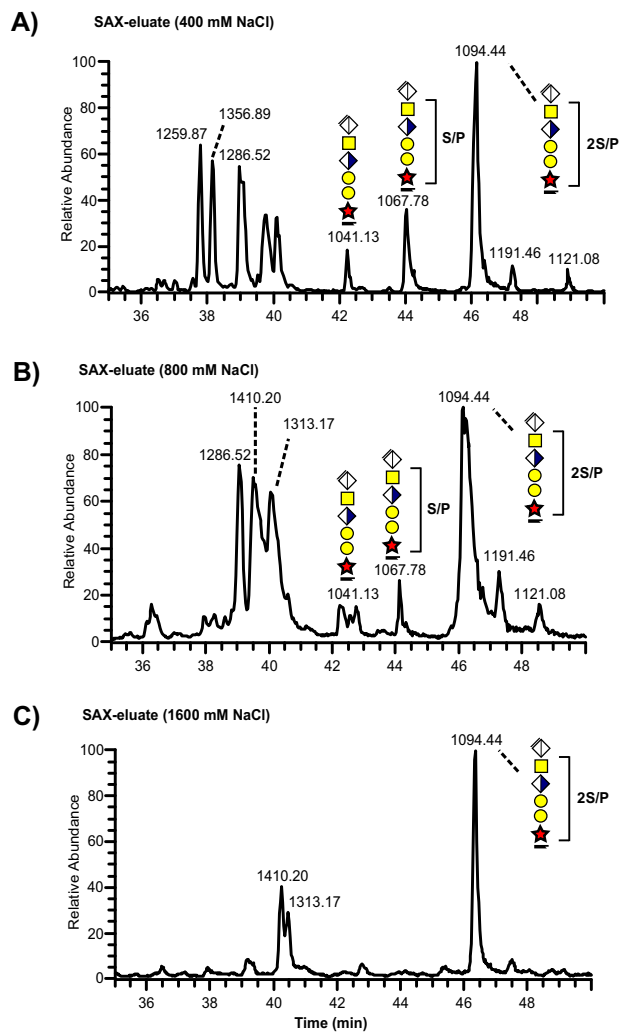 A)
SAX-eluate (400 mM NaCl)
1094.44
100
1356.89
1259.87
1286.52
S/P
2S/P
80
60
40
20
0
Relative Abundance
1067.78
1041.13
1191.46
1121.08
36 38 40 42 44 46 48
B)
SAX-eluate (800 mM NaCl)
1410.20
1094.44
100
1313.17
1286.52
S/P
2S/P
80
60
40
20
0
Relative Abundance
1041.13
1067.78
1191.46
1121.08
36 38 40 42 44 46 48
C)
SAX-eluate (1600 mM NaCl)
1094.44
100
2S/P
80
60
40
20
0
Relative Abundance
1410.20
1313.17
36 38 40 42 44 46 48
Time (min)